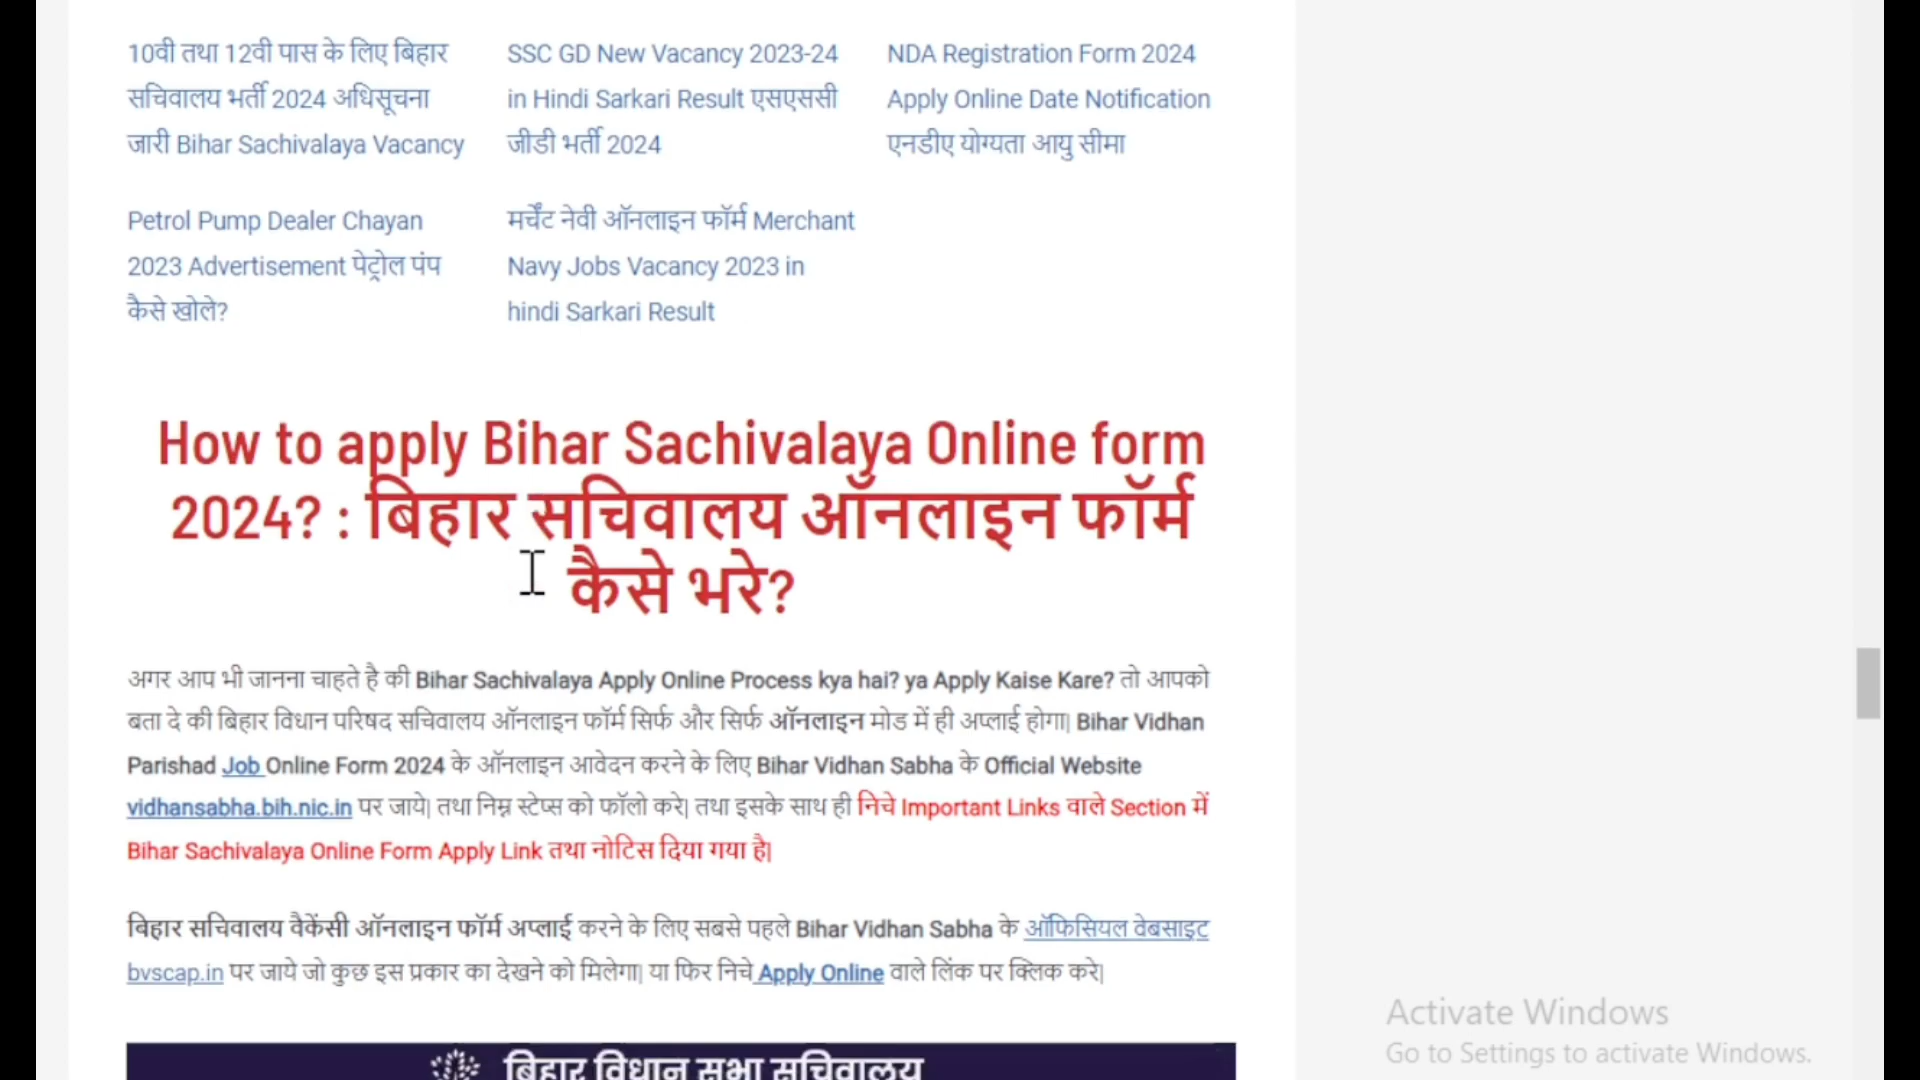 10वी तथा 12वी पास के लिए बिहार
सचिवालय भर्ती 2024 अधिसूचना
जारी Bihar Sachivalaya Vacancy
SSC GD New Vacancy 2023-24
in Hindi Sarkari Result एसएससी
जीडी भर्ती 2024
NDA Registration Form 2024
Apply Online Date Notification
एनडीए योग्यता आयु सीमा
Petrol Pump Dealer Chayan
2023 Advertisement पेट्रोल पंप
कैसे खोले?
मर्चेंट नेवी ऑनलाइन फॉर्म Merchant
Navy Jobs Vacancy 2023 in
hindi Sarkari Result
How to apply Bihar Sachivalaya Online form
2024? : बिहार सचिवालय ऑनलाइन फॉर्म
कैसे भरे?
अगर आप भी जानना चाहते है की Bihar Sachivalaya Apply Online Process kya hai? ya Apply Kaise Kare? तो आपको
बता दे की बिहार विधान परिषद सचिवालय ऑनलाइन फॉर्म सिर्फ और सिर्फ ऑनलाइन मोड में ही अप्लाई होगा| Bihar Vidhan
Parishad Job Online Form 2024 के ऑनलाइन आवेदन करने के लिए Bihar Vidhan Sabha के Official Website
vidhansabha.bih.nic.in पर जाये| तथा निम्न स्टेप्स को फॉलो करे| तथा इसके साथ ही निचे Important Links वाले Section में
Bihar Sachivalaya Online Form Apply Link तथा नोटिस दिया गया है|
बिहार सचिवालय वैकेंसी ऑनलाइन फॉर्म अप्लाई करने के लिए सबसे पहले Bihar Vidhan Sabha के ऑफिसियल वेबसाइट
bvscap.in पर जाये जो कुछ इस प्रकार का देखने को मिलेगा| या फिर निचे Apply Online वाले लिंक पर क्लिक करे|
बिहार विधान सभा सचिवालय
Activate Windows
Go to Settings to activate Windows.